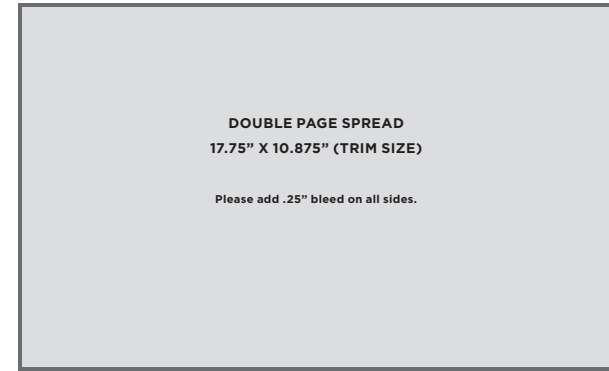 DOUBLE PAGE SPREAD
17.75” X 10.875” (TRIM SIZE)
Please add .25” bleed on all sides.